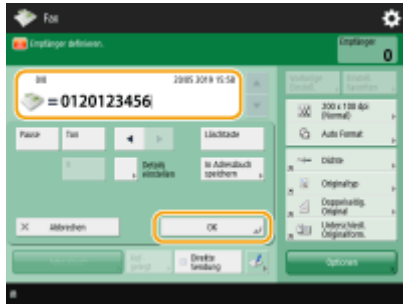 Fax
Empfänger definieren.
Empfänger
0
001
20/05 2019 15:58
= 0120123456
200 x 100 dpi
(Normal)
Auto Format
Pause
Ton
Löschtaste
Details
einstellen
In Adressbuch
speichern
Dichte
Originaltyp
Doppelseitig.
Original
Unterschiedl.
Originalform.
Abbrechen
OK
Direkte
Sendung
Optionen